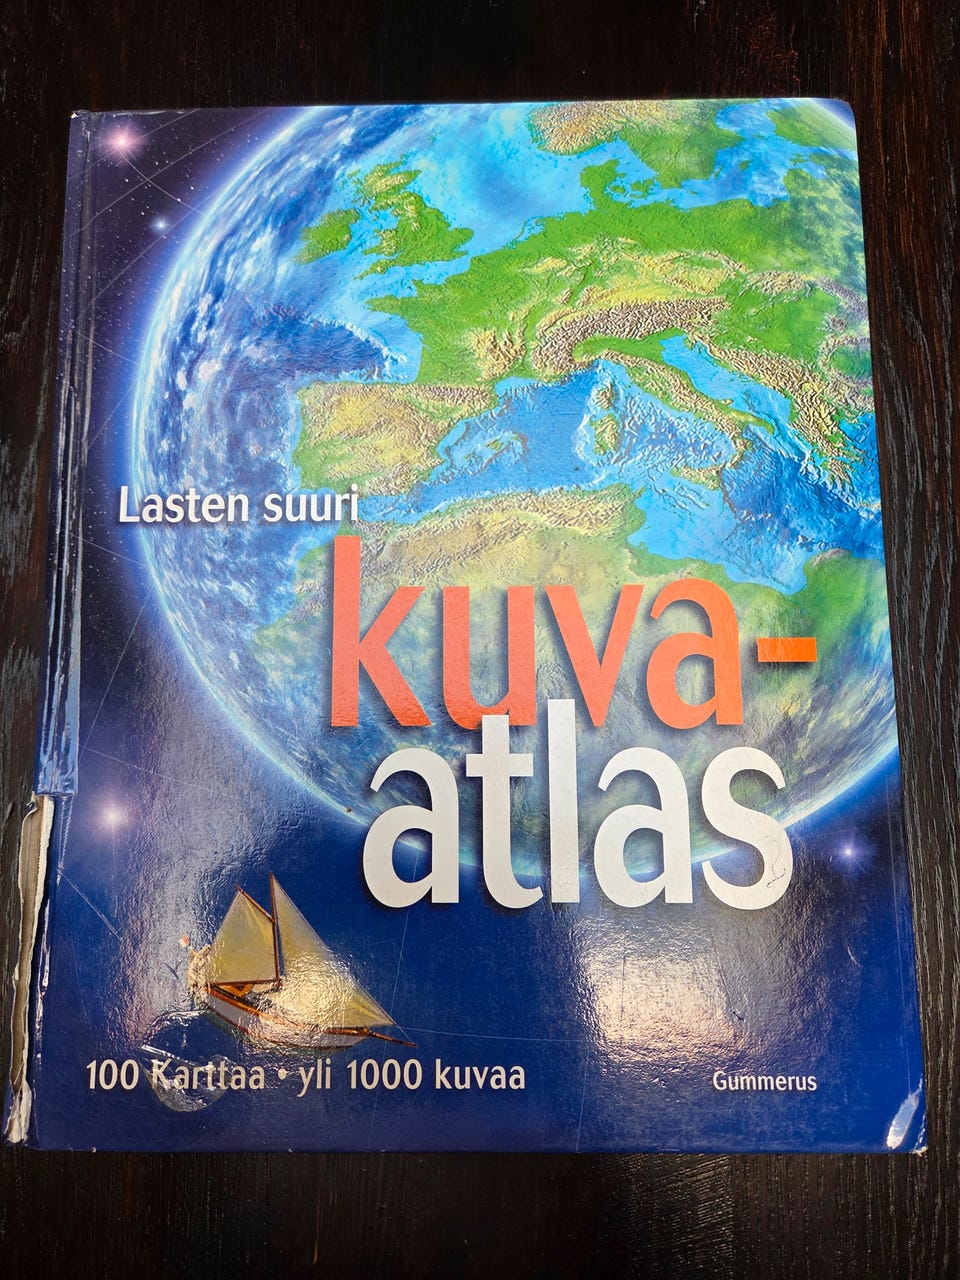 Lasten suuri
kuva-
atlas
100 Karttaa • yli 1000 kuvaa
Gummerus